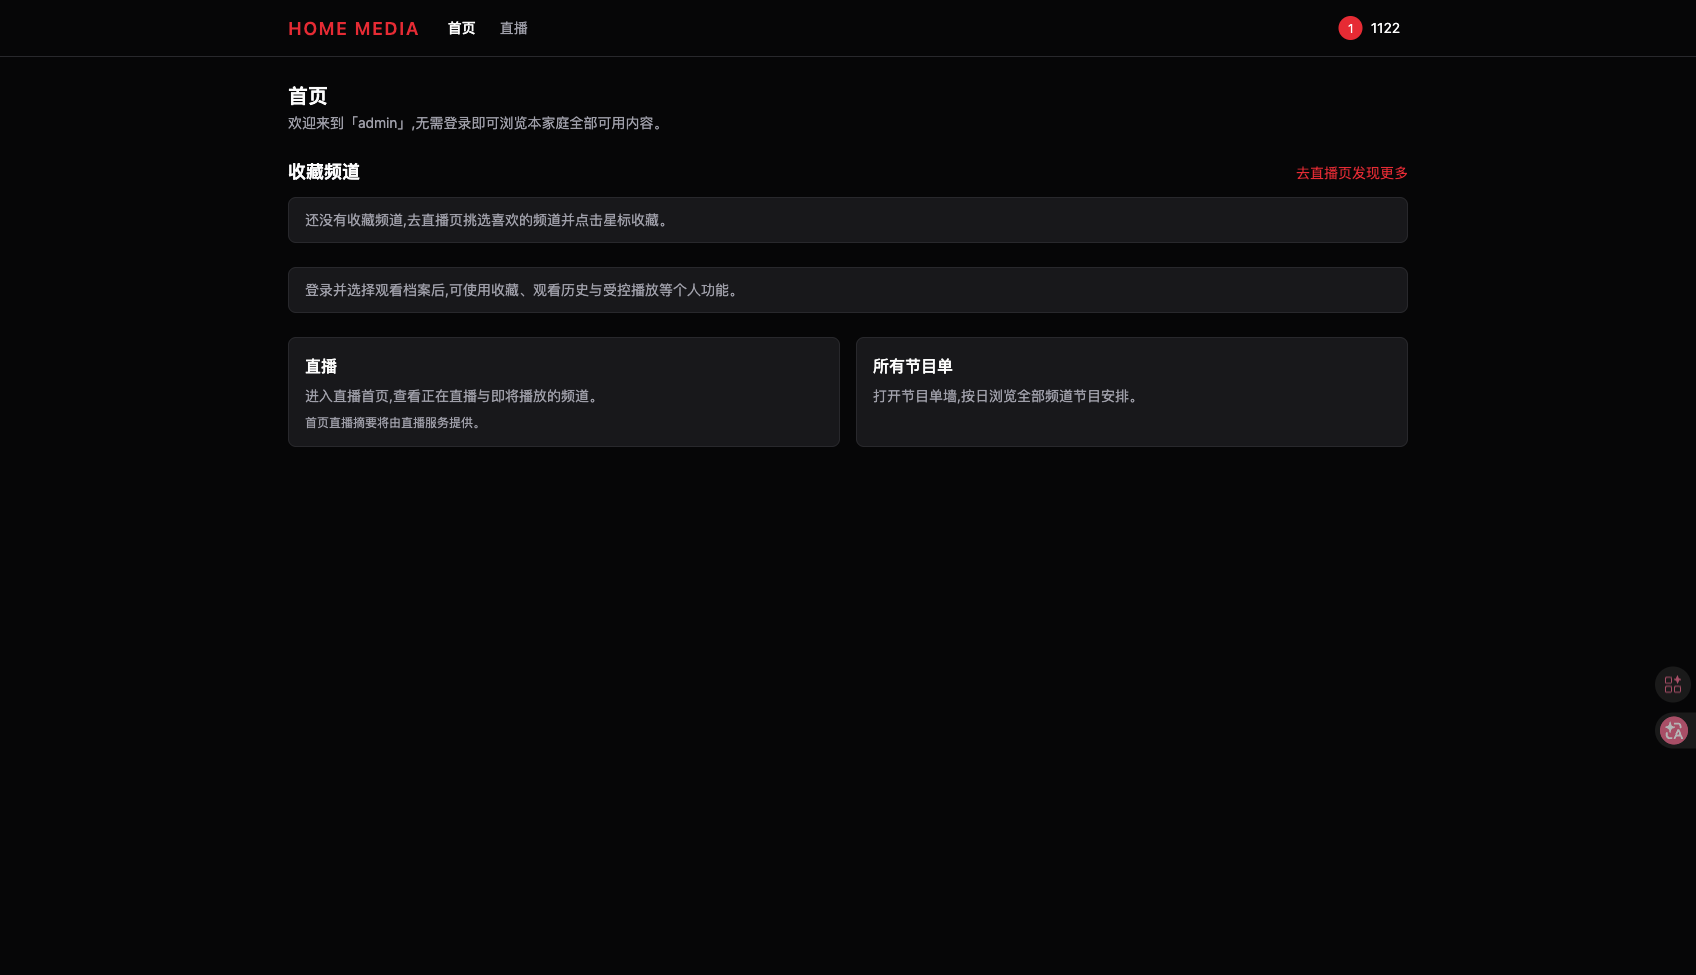 HOME MEDIA 首页 直播 1 1122
首页
欢迎来到「admin」,无需登录即可浏览本家庭全部可用内容。
收藏频道 去直播页发现更多
还没有收藏频道,去直播页挑选喜欢的频道并点击星标收藏。
登录并选择观看档案后,可使用收藏、观看历史与受控播放等个人功能。
直播
进入直播首页,查看正在直播与即将播放的频道。
首页直播摘要将由直播服务提供。
所有节目单
打开节目单墙,按日浏览全部频道节目安排。